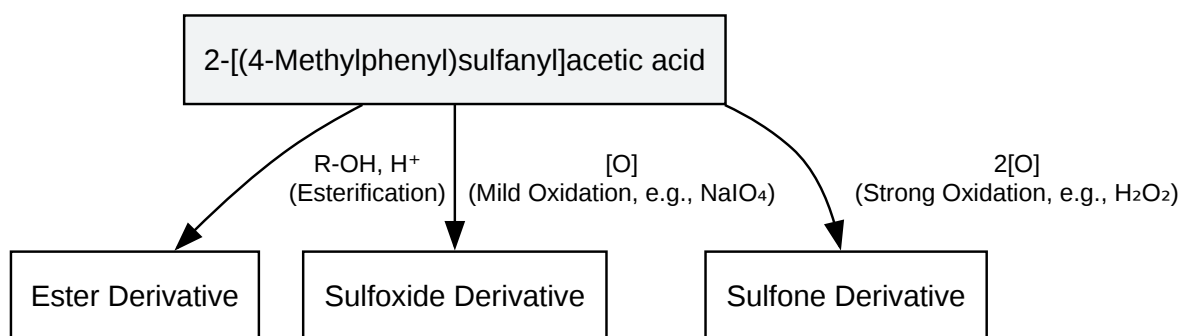 2-[(4-Methylphenyl)sulfanyl]acetic acid
R-OH, H⁺
(Esterification)
[O]
(Mild Oxidation, e.g., NaIO₄)
2[O]
(Strong Oxidation, e.g., H₂O₂)
Ester Derivative
Sulfoxide Derivative
Sulfone Derivative